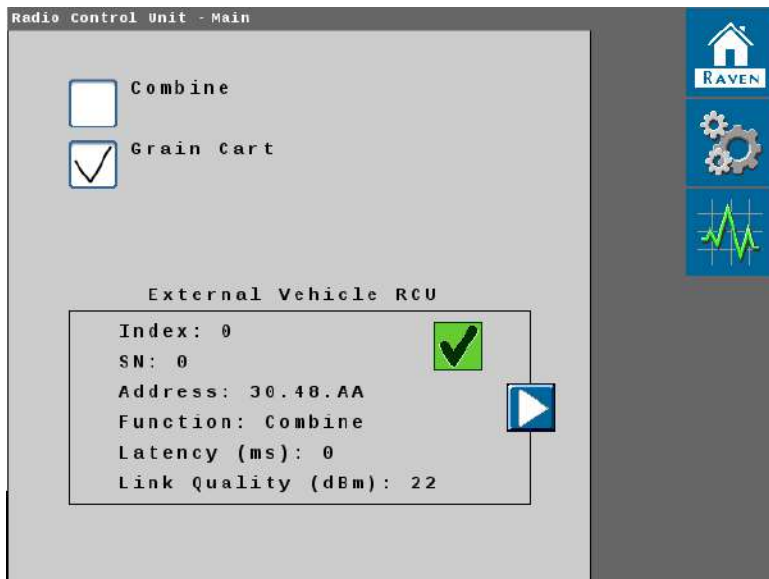 Radio Control Unit - Main
Combine
Grain Cart
External Vehicle RCU
Index: 0
SN: 0
Address: 30.48.AA
Function: Combine
Latency (ms): 0
Link Quality (dBm): 22
RAVEN